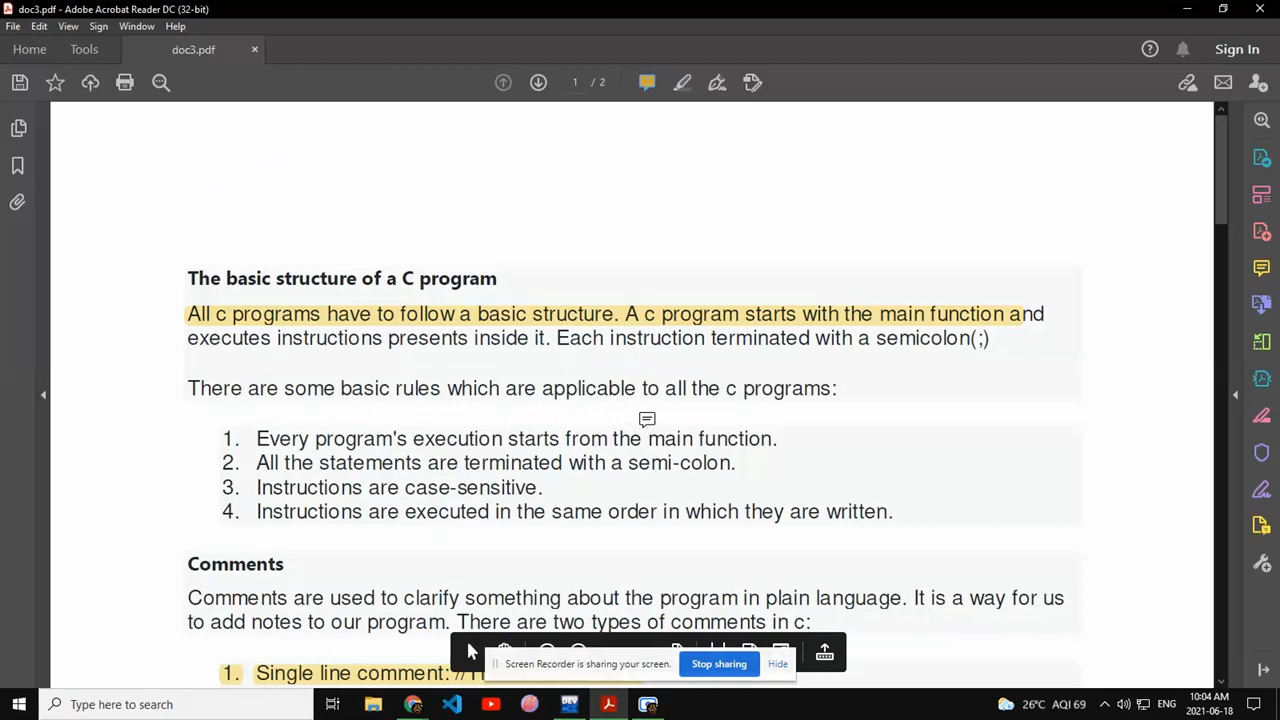 doc3.pdf - Adobe Acrobat Reader DC (32-bit)
File Edit View Sign Window Help
Home Tools doc3.pdf Sign In
1 / 2
The basic structure of a C program
All c programs have to follow a basic structure. A c program starts with the main function and
executes instructions presents inside it. Each instruction terminated with a semicolon(;)
There are some basic rules which are applicable to all the c programs:
1. Every program's execution starts from the main function.
2. All the statements are terminated with a semi-colon.
3. Instructions are case-sensitive.
4. Instructions are executed in the same order in which they are written.
Comments
Comments are used to clarify something about the program in plain language. It is a way for us
to add notes to our program. There are two types of comments in c:
Screen Recorder is sharing your screen. Stop sharing Hide
1. Single line comment: //
Type here to search
DEV
26°C AQI 69 ENG 10:04 AM
2021-06-18